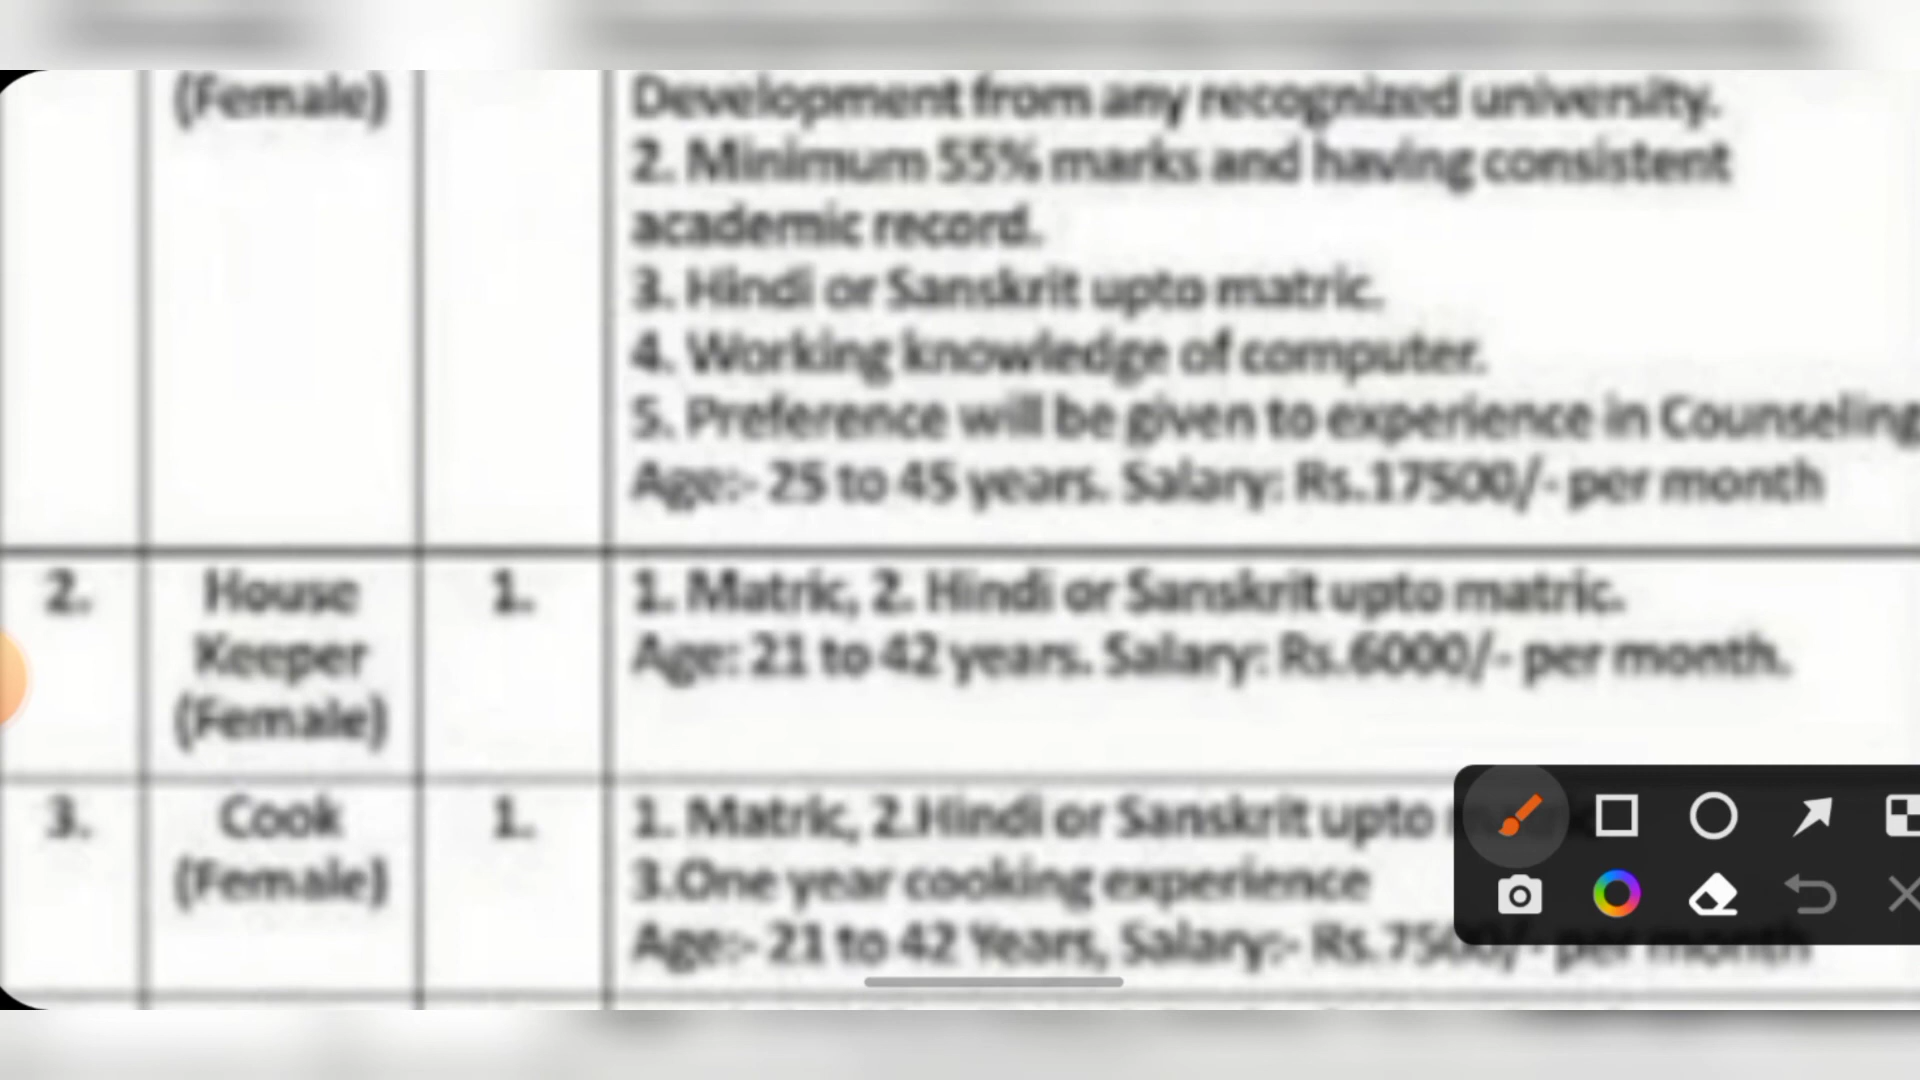 (Female)
Development from any recognized university.
2. Minimum 55% marks and having consistent
academic record.
3. Hindi or Sanskrit upto matric.
4. Working knowledge of computer.
5. Preference will be given to experience in Counseling
Age:- 25 to 45 years. Salary: Rs.17500/- per month
2. House Keeper (Female) 1. 1. Matric, 2. Hindi or Sanskrit upto matric.
Age: 21 to 42 years. Salary: Rs.6000/- per month.
3. Cook (Female) 1. 1. Matric, 2.Hindi or Sanskrit upto
3.One year cooking experience
Age:- 21 to 42 Years, Salary:- Rs.7500/- per month